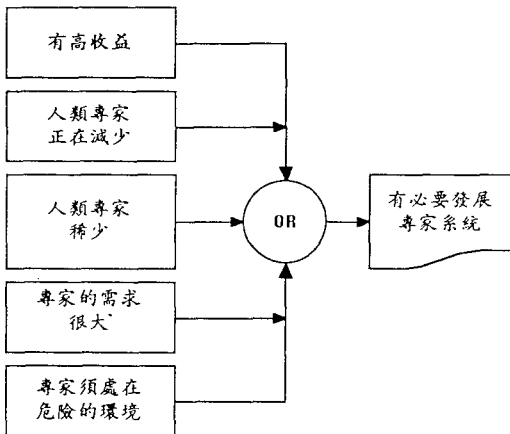 有高收益
人類專家
正在減少
人類專家
稀少
OR
有必要發展
專家系統
專家的需求
很大
專家須處在
危險的環境